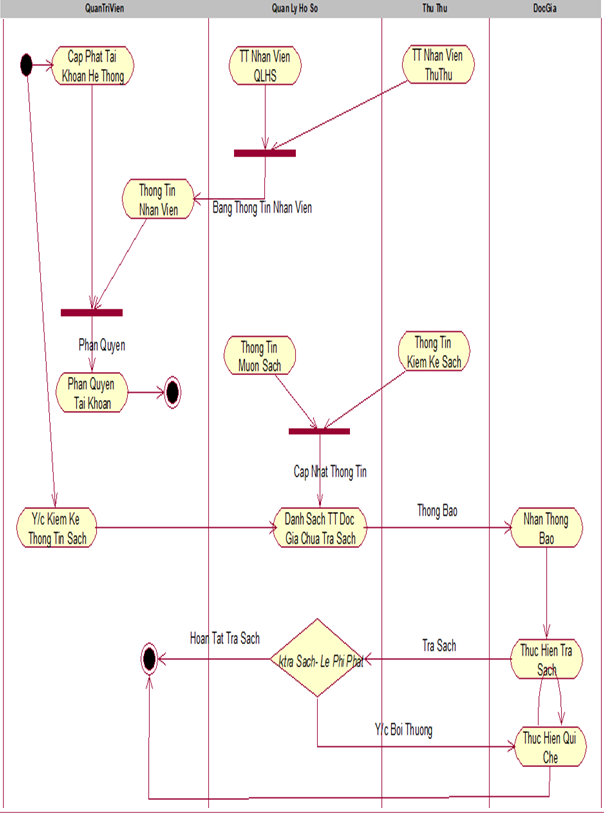 QuanTriVien
Quan Ly Ho So
Thu Thu
DocGia
Cap Phat Tai
Khoan He Thong
TT Nhan Vien
QLHS
TT Nhan Vien
ThuThu
Thong Tin
Nhan Vien
Bang Thong Tin Nhan Vien
Phan Quyen
Thong Tin
Muon Sach
Thong Tin
Kiem Ke Sach
Phan Quyen
Tai Khoan
Cap Nhat Thong Tin
Y/c Kiem Ke
Thong Tin Sach
Danh Sach TT Doc
Gia Chua Tra Sach
Thong Bao
Nhan Thong
Bao
Hoan Tat Tra Sach
ktra Sach- Le Phi Phat
Tra Sach
Thuc Hien Tra
Sach
Y/c Boi Thuong
Thuc Hien Qui
Che